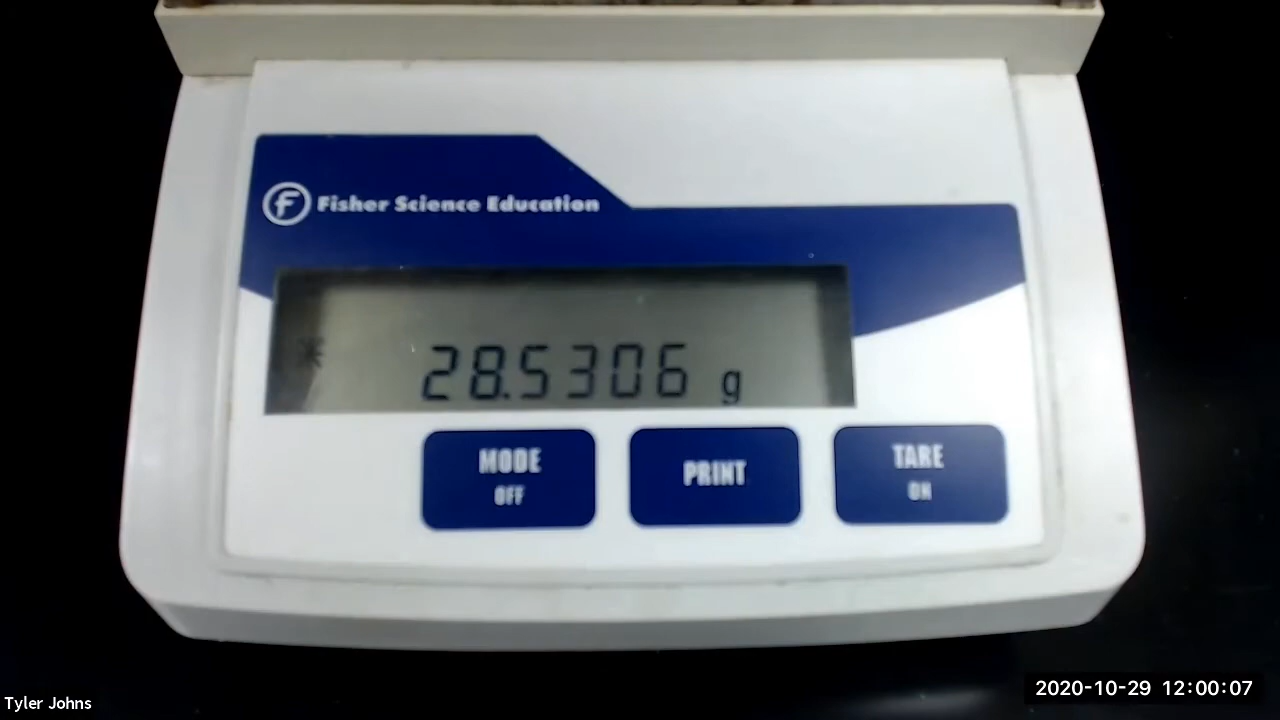 F Fisher Science Education
* 28.5306 g
MODE
OFF
PRINT
TARE
ON
Tyler Johns
2020-10-29 12:00:07